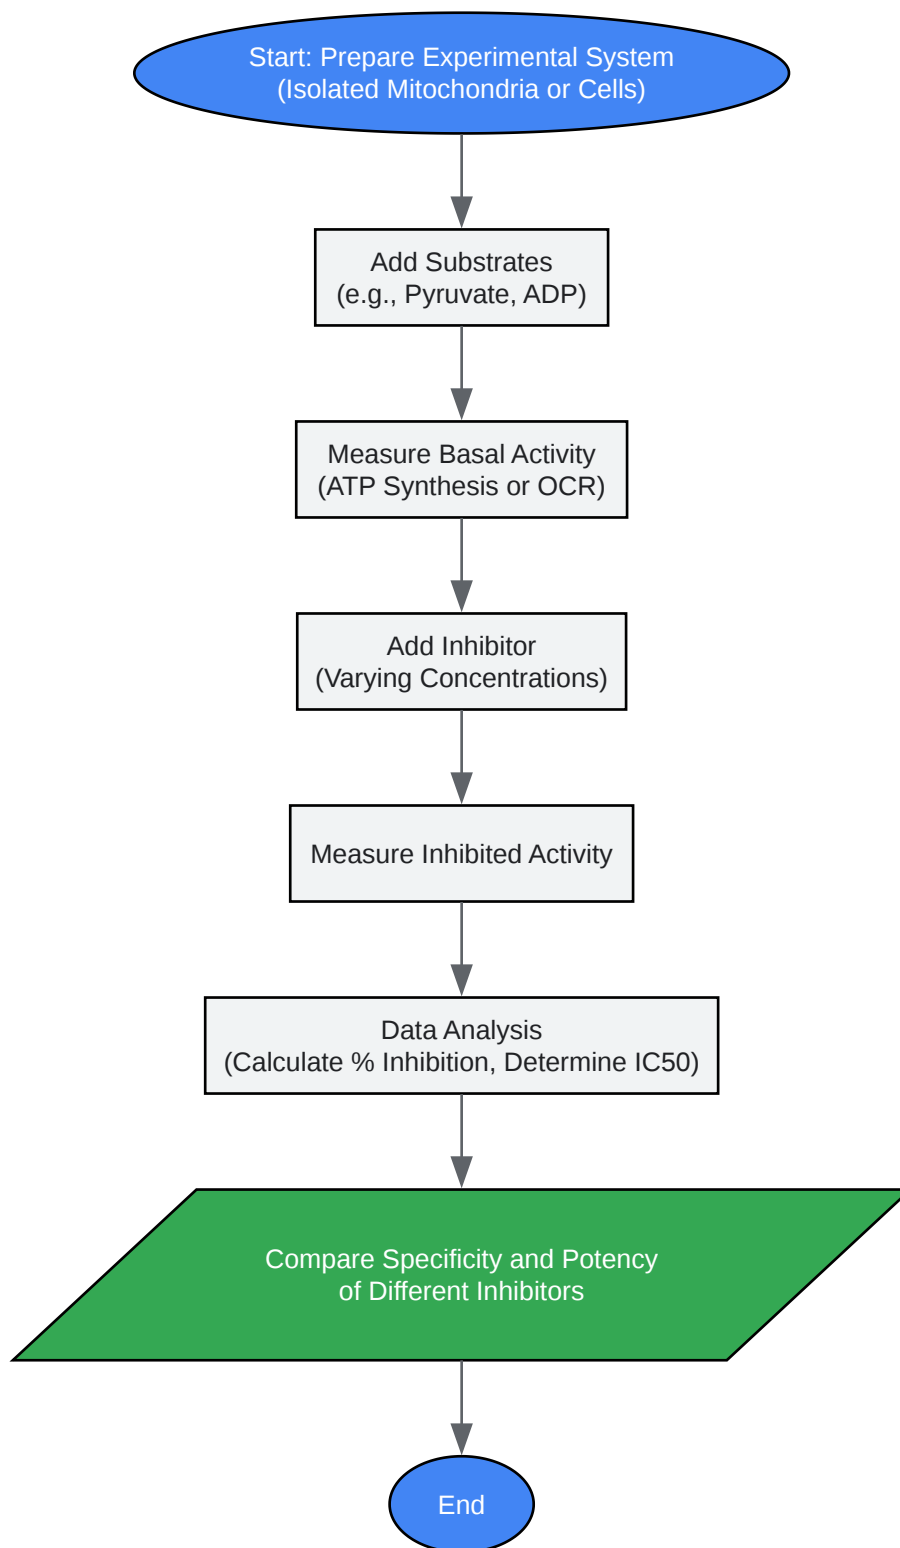 Start: Prepare Experimental System
(Isolated Mitochondria or Cells)
Add Substrates
(e.g., Pyruvate, ADP)
Measure Basal Activity
(ATP Synthesis or OCR)
Add Inhibitor
(Varying Concentrations)
Measure Inhibited Activity
Data Analysis
(Calculate % Inhibition, Determine IC50)
Compare Specificity and Potency
of Different Inhibitors
End